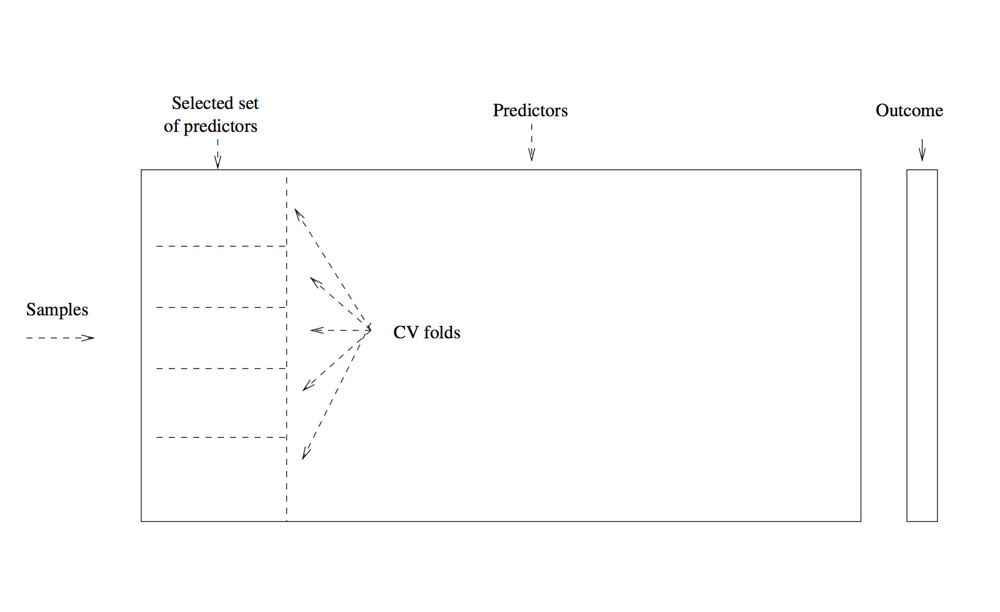 Selected set
of predictors
Predictors
Outcome
Samples
CV folds